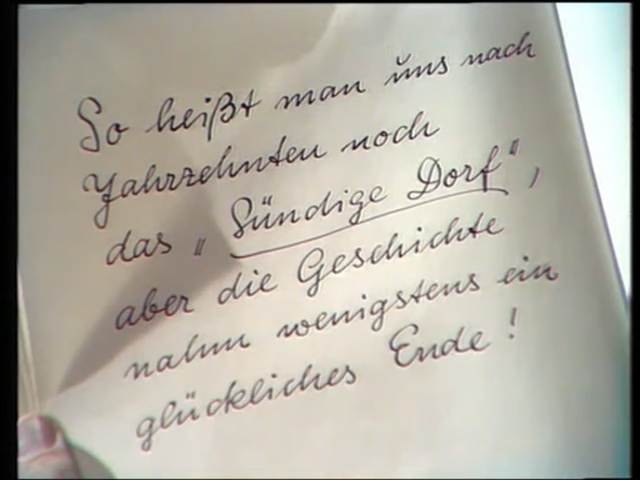 So heißt man uns nach
Jahrzehnten noch
das „Sündige Dorf",
aber die Geschichte
nahm wenigstens ein
glückliches Ende!